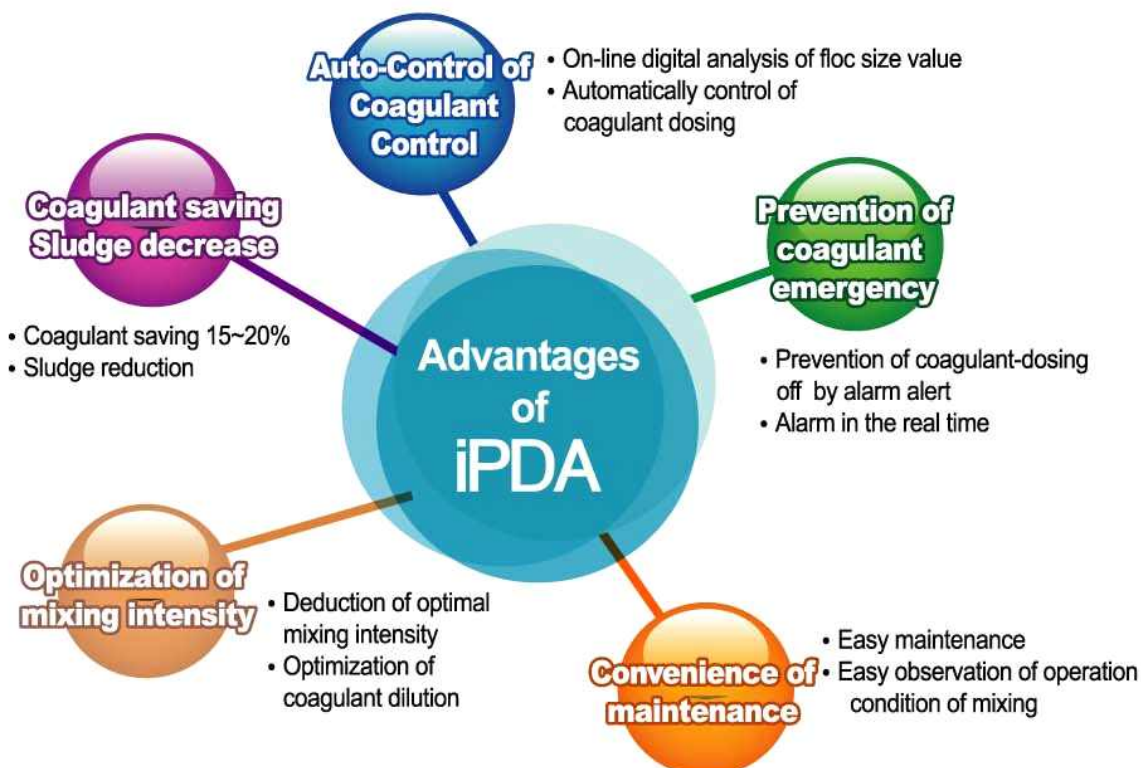 Auto-Control of
Coagulant
Control
• On-line digital analysis of floc size value
• Automatically control of
coagulant dosing
Coagulant saving
Sludge decrease
• Coagulant saving 15~20%
• Sludge reduction
Prevention of
coagulant
emergency
• Prevention of coagulant-dosing
off by alarm alert
• Alarm in the real time
Advantages
of
iPDA
Optimization of
mixing intensity
• Deduction of optimal
mixing intensity
• Optimization of
coagulant dilution
Convenience of
maintenance
• Easy maintenance
• Easy observation of operation
condition of mixing